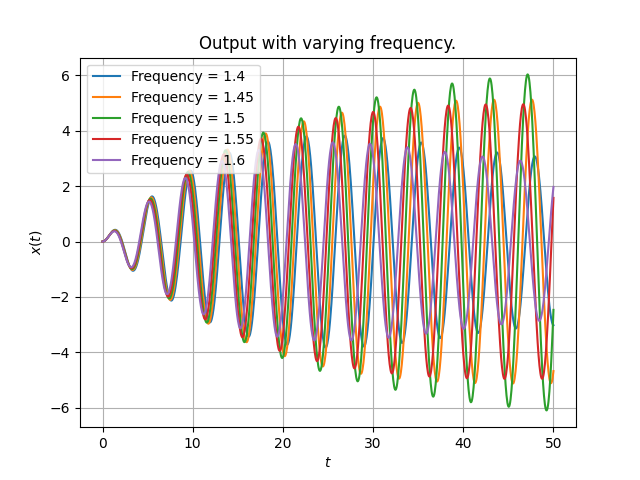 Output with varying frequency.
Frequency = 1.4
Frequency = 1.45
Frequency = 1.5
Frequency = 1.55
Frequency = 1.6
6
4
2
0
−2
−4
−6
x(t)
0 10 20 30 40 50
t